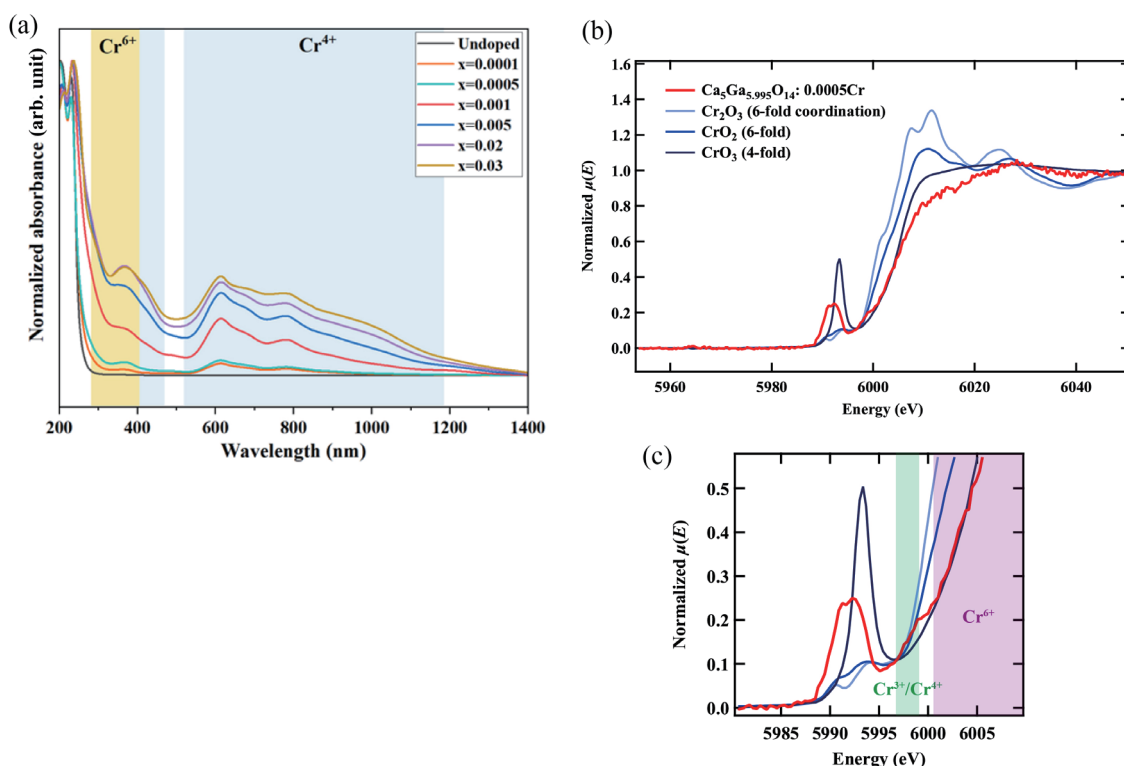 (a)
Cr⁶⁺
Cr⁴⁺
Undoped
x=0.0001
x=0.0005
x=0.001
x=0.005
x=0.02
x=0.03
Normalized absorbance (arb. unit)
200 400 600 800 1000 1200 1400
Wavelength (nm)
(b)
1.6
1.4
1.2
1.0
0.8
0.6
0.4
0.2
0.0
Normalized μ(E)
Ca₅Ga₅.₉₉₅O₁₄: 0.0005Cr
Cr₂O₃ (6-fold coordination)
CrO₂ (6-fold)
CrO₃ (4-fold)
5960 5980 6000 6020 6040
Energy (eV)
(c)
0.5
0.4
0.3
0.2
0.1
0.0
Normalized μ(E)
Cr⁶⁺
Cr³⁺/Cr⁴⁺
5985 5990 5995 6000 6005
Energy (eV)